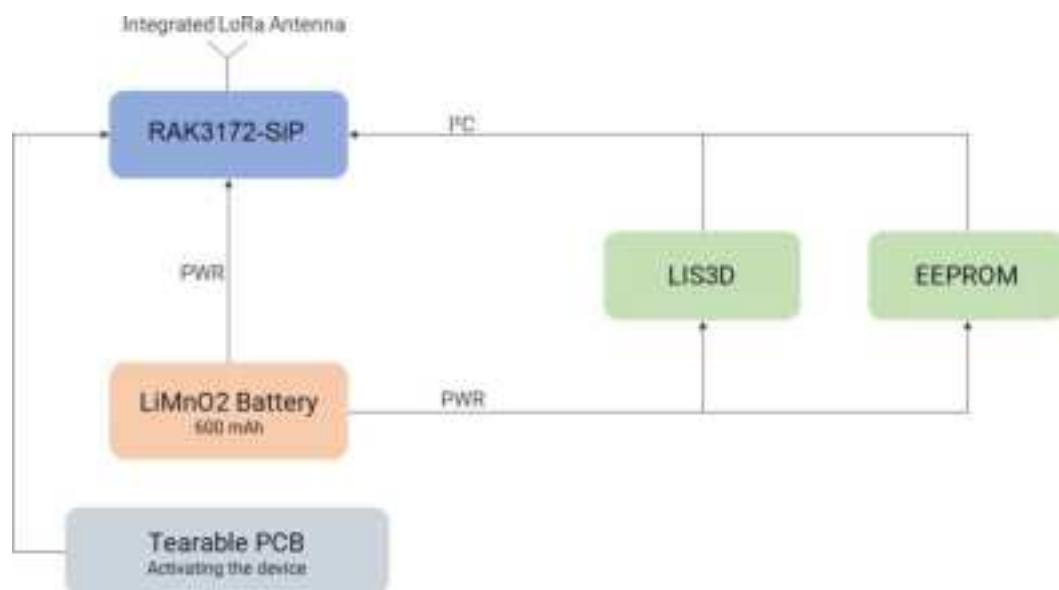 Integrated LoRa Antenna
RAK3172-SiP
I²C
PWR
LIS3D
EEPROM
LiMnO2 Battery
600 mAh
PWR
Tearable PCB
Activating the device